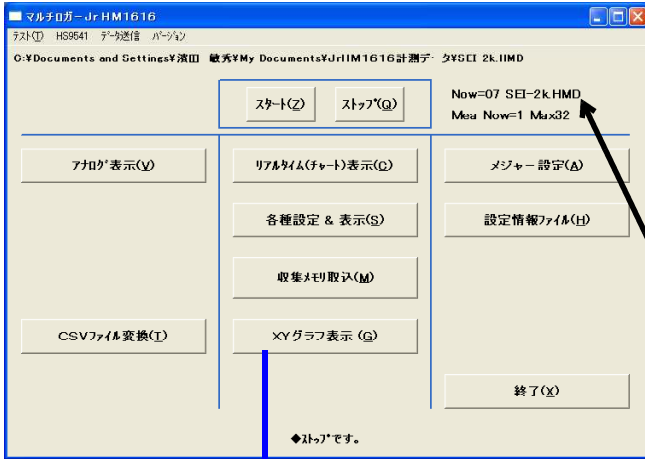 マルチロガーJr HM1616
テスト(T) HS9541 データ送信 バージョン
C:¥Documents and Settings¥濱田 敏秀¥My Documents¥JrHM1616計測データ¥SEI 2k.HMD
スタート(Z) ストップ(Q)
Now=07 SEI-2k.HMD
Mea Now=1 Max32
アナログ表示(V) リアルタイム(チャート)表示(C) メジャー設定(A)
各種設定 & 表示(S) 設定情報ファイル(H)
収集メモリ取込(M)
CSVファイル変換(T) XYグラフ表示 (G)
終了(X)
◆ストップです。